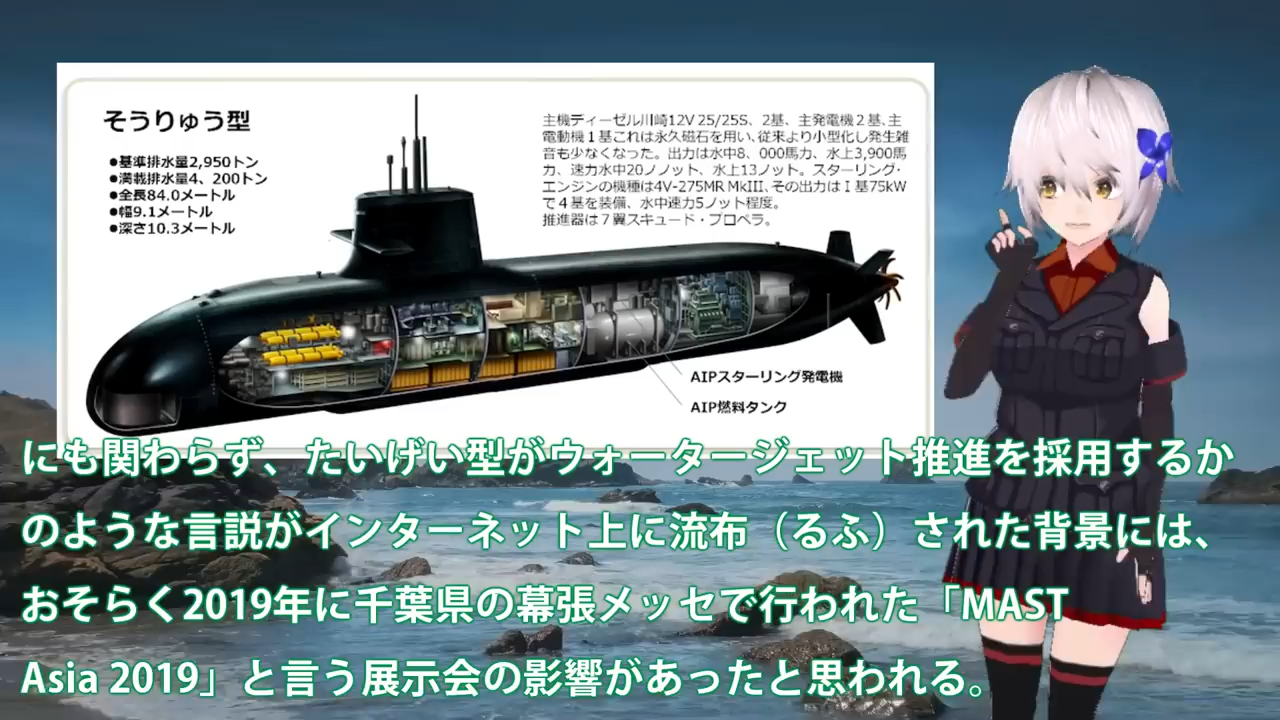 そうりゅう型
●基準排水量2,950トン
●満載排水量4、200トン
●全長84.0メートル
●幅9.1メートル
●深さ10.3メートル
主機ディーゼル川崎12V 25/25S、2基、主発電機2基、主
電動機1基これは永久磁石を用い、従来より小型化し発生雑
音も少なくなった。出力は水中8、000馬力、水上3,900馬
力、速力水中20ノノット、水上13ノット。スターリング・
エンジンの機種は4V-275MR MkIII、その出力はI基75kW
で4基を装備、水中速力5ノット程度。
推進器は7翼スキュード・プロペラ。
AIPスターリング発電機
AIP燃料タンク
にも関わらず、たいげい型がウォータージェット推進を採用するか
のような言説がインターネット上に流布（るふ）された背景には、
おそらく2019年に千葉県の幕張メッセで行われた「MAST
Asia 2019」と言う展示会の影響があったと思われる。